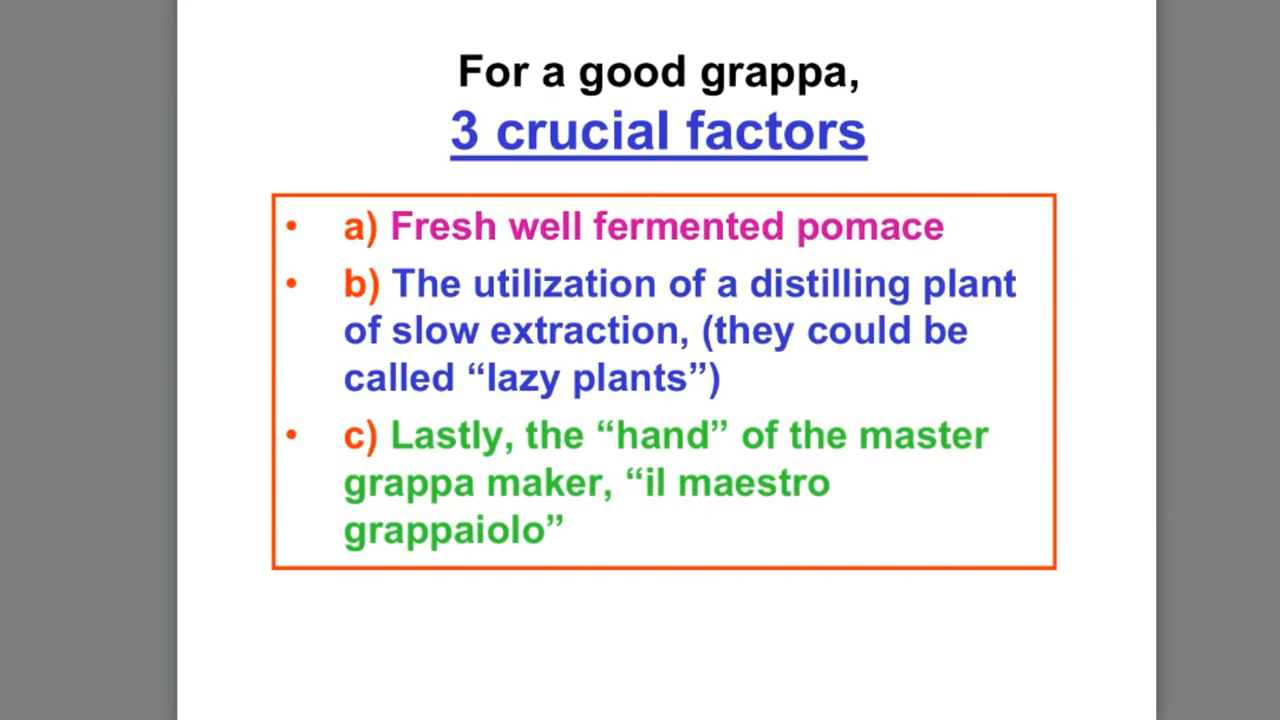 For a good grappa,
3 crucial factors
• a) Fresh well fermented pomace
• b) The utilization of a distilling plant
of slow extraction, (they could be
called “lazy plants”)
• c) Lastly, the “hand” of the master
grappa maker, “il maestro
grappaiolo”